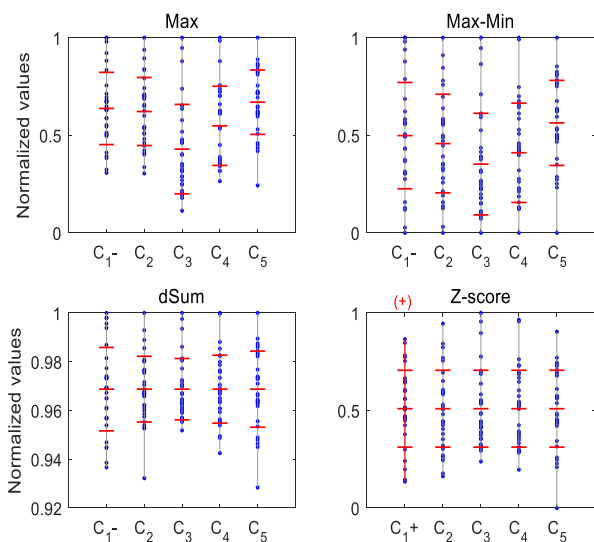 Max
Max-Min
Normalized values
1
0.5
0
C1- C2 C3 C4 C5
1
0.5
0
C1- C2 C3 C4 C5
dSum
(+)
Z-score
Normalized values
1
0.98
0.96
0.94
0.92
C1- C2 C3 C4 C5
1
0.5
0
C1+ C2 C3 C4 C5